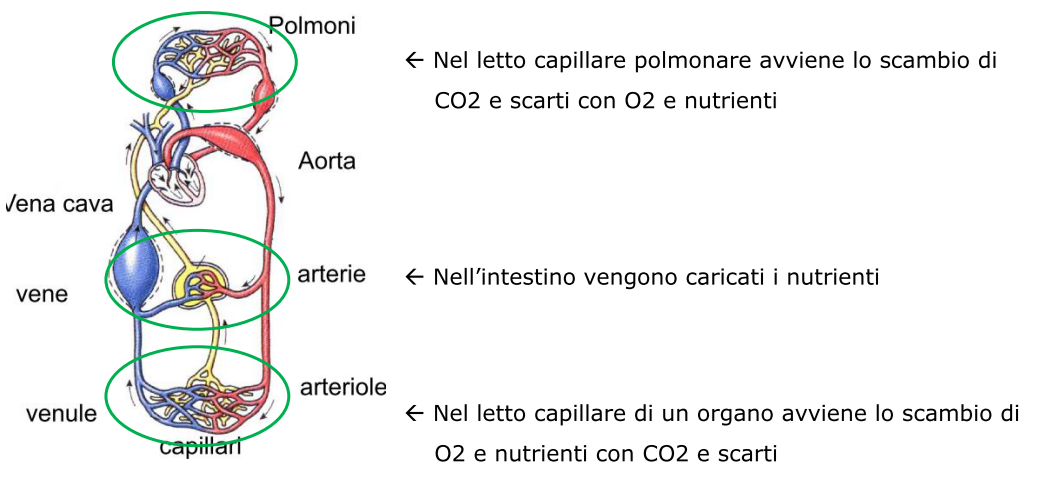 Polmoni
← Nel letto capillare polmonare avviene lo scambio di
CO2 e scarti con O2 e nutrienti
Aorta
Vena cava
arterie
← Nell’intestino vengono caricati i nutrienti
vene
arteriole
venule
← Nel letto capillare di un organo avviene lo scambio di
O2 e nutrienti con CO2 e scarti
capillari